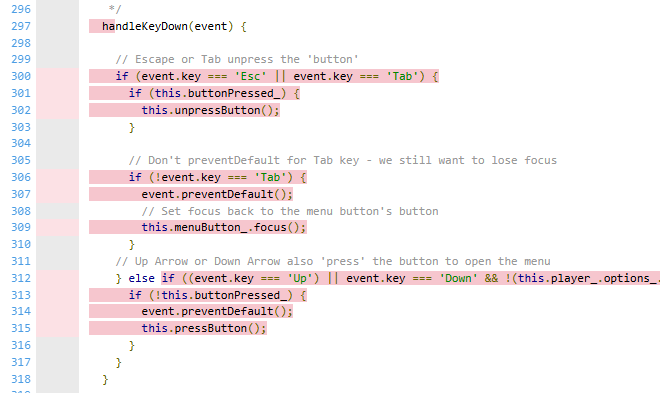 296 */
297 handleKeyDown(event) {
298
299 // Escape or Tab unpress the 'button'
300 if (event.key === 'Esc' || event.key === 'Tab') {
301 if (this.buttonPressed_) {
302 this.unpressButton();
303 }
304
305 // Don't preventDefault for Tab key - we still want to lose focus
306 if (!event.key === 'Tab') {
307 event.preventDefault();
308 // Set focus back to the menu button's button
309 this.menuButton_.focus();
310 }
311 // Up Arrow or Down Arrow also 'press' the button to open the menu
312 } else if ((event.key === 'Up') || event.key === 'Down' && !(this.player_.options_.
313 if (!this.buttonPressed_) {
314 event.preventDefault();
315 this.pressButton();
316 }
317 }
318 }